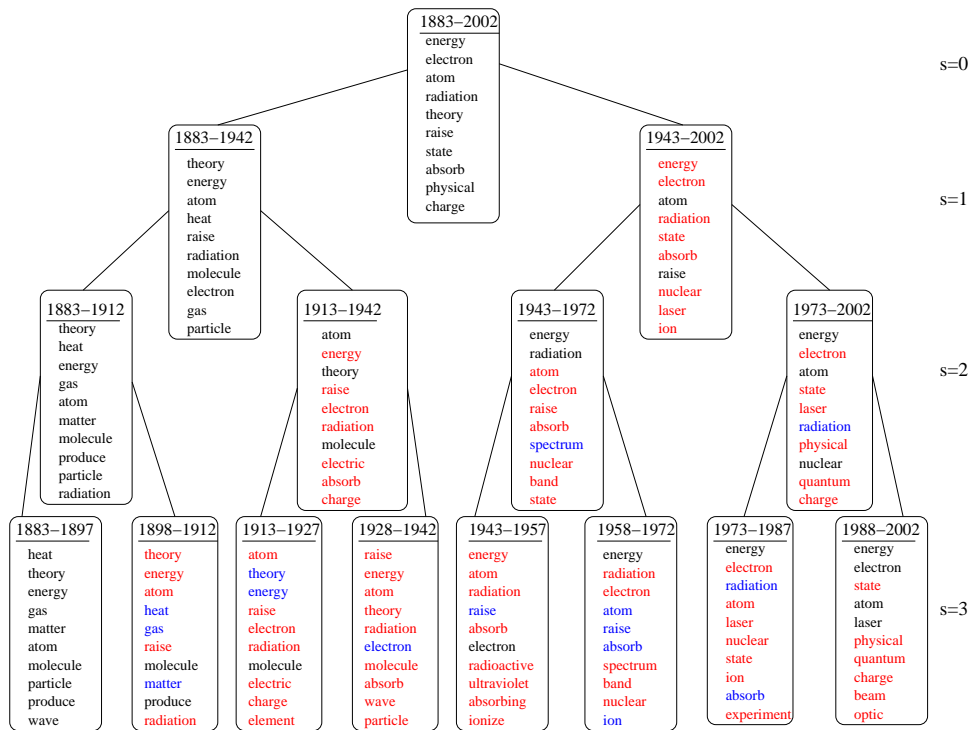 1883−2002
energy
electron
atom
radiation
theory
raise
state
absorb
physical
charge
s=0
1883−1942
theory
energy
atom
heat
raise
radiation
molecule
electron
gas
particle
1943−2002
energy
electron
atom
radiation
state
absorb
raise
nuclear
laser
ion
s=1
1883−1912
theory
heat
energy
gas
atom
matter
molecule
produce
particle
radiation
1913−1942
atom
energy
theory
raise
electron
radiation
molecule
electric
absorb
charge
1943−1972
energy
radiation
atom
electron
raise
absorb
spectrum
nuclear
band
state
1973−2002
energy
electron
atom
state
laser
radiation
physical
nuclear
quantum
charge
s=2
1883−1897
heat
theory
energy
gas
matter
atom
molecule
particle
produce
wave
1898−1912
theory
energy
atom
heat
gas
raise
molecule
matter
produce
radiation
1913−1927
atom
theory
energy
raise
electron
radiation
molecule
electric
charge
element
1928−1942
raise
energy
atom
theory
radiation
electron
molecule
absorb
wave
particle
1943−1957
energy
atom
radiation
raise
absorb
electron
radioactive
ultraviolet
absorbing
ionize
1958−1972
energy
radiation
electron
atom
raise
absorb
spectrum
band
nuclear
ion
1973−1987
energy
electron
radiation
atom
laser
nuclear
state
ion
absorb
experiment
1988−2002
energy
electron
state
atom
laser
physical
quantum
charge
beam
optic
s=3